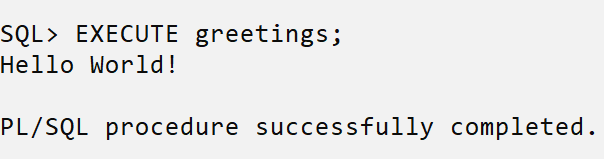 SQL> EXECUTE greetings;
Hello World!
PL/SQL procedure successfully completed.